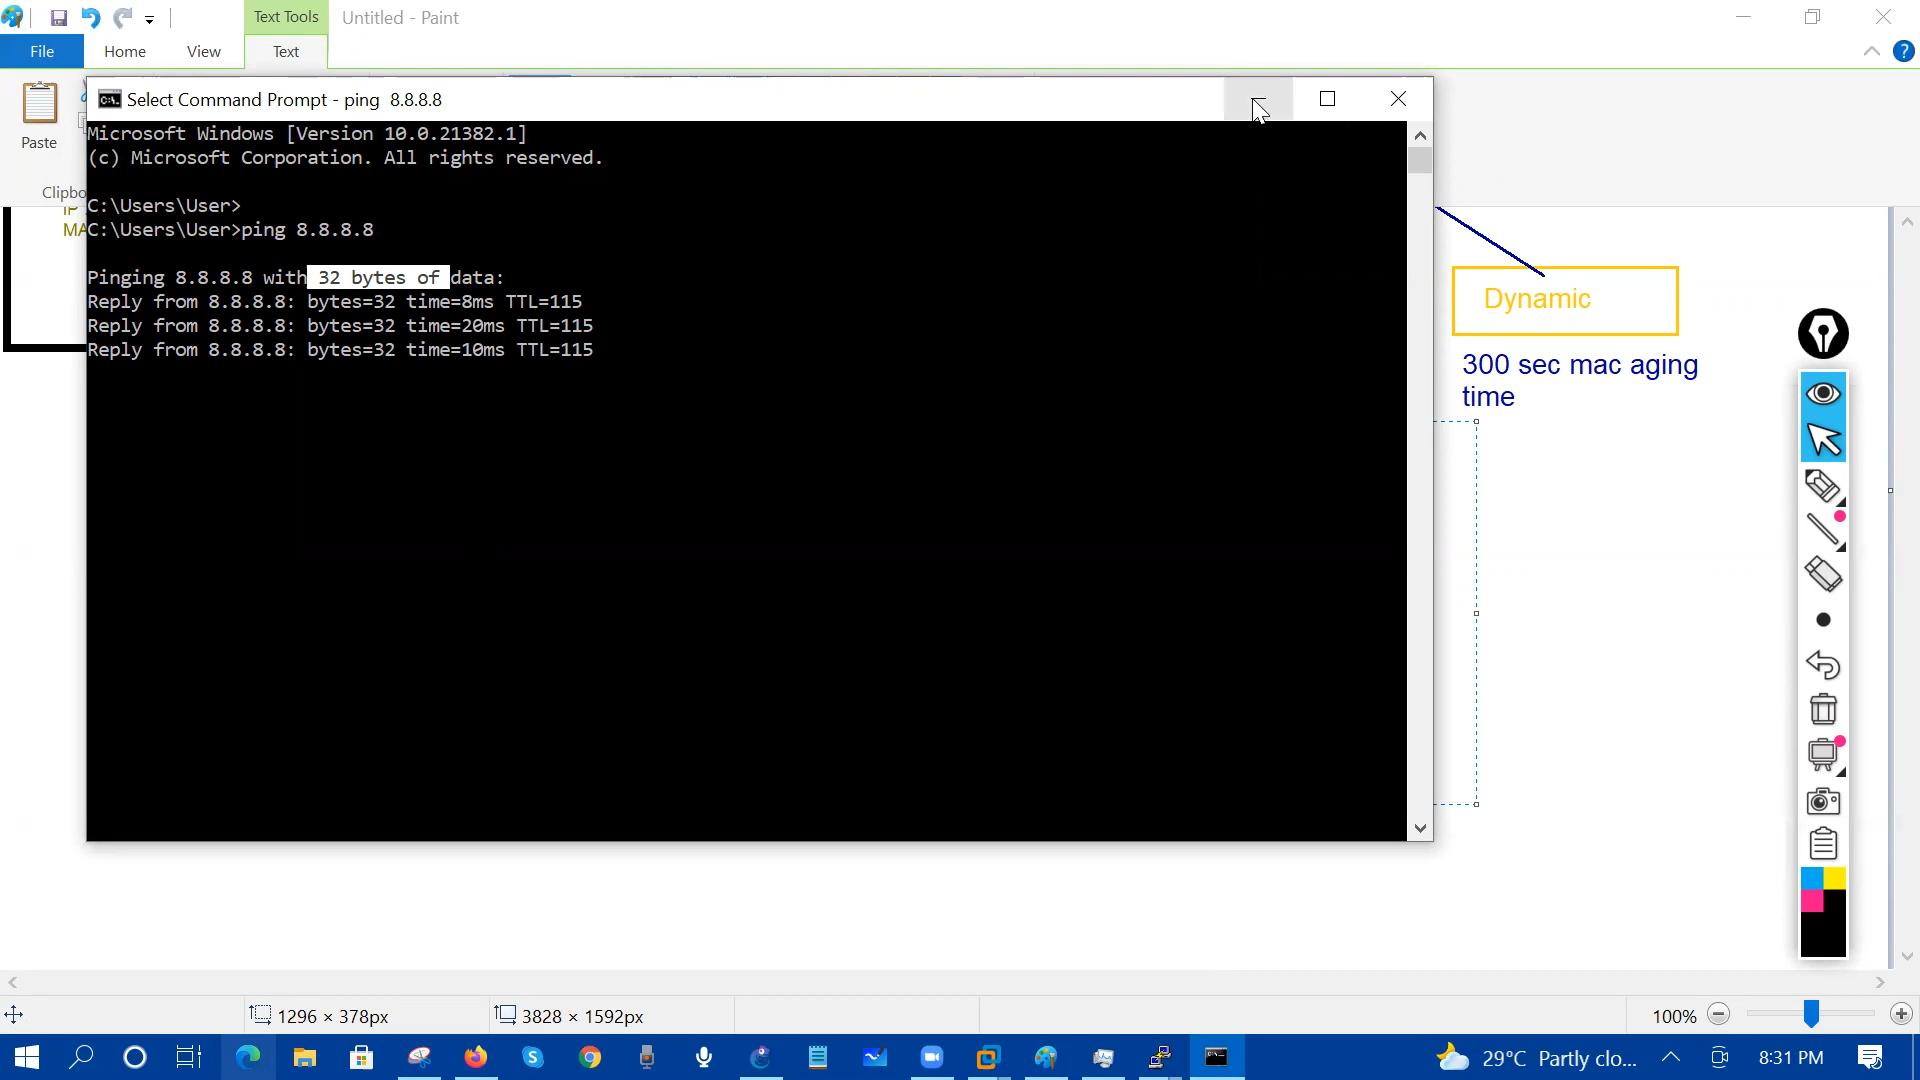 Text Tools
Untitled - Paint
File
Home
View
Text
Paste
Clipbo
Select Command Prompt - ping 8.8.8.8
Microsoft Windows [Version 10.0.21382.1]
(c) Microsoft Corporation. All rights reserved.
C:\Users\User>
C:\Users\User>ping 8.8.8.8
Pinging 8.8.8.8 with 32 bytes of data:
Reply from 8.8.8.8: bytes=32 time=8ms TTL=115
Reply from 8.8.8.8: bytes=32 time=20ms TTL=115
Reply from 8.8.8.8: bytes=32 time=10ms TTL=115
IP
MA
Dynamic
300 sec mac aging
time
1296 × 378px
3828 × 1592px
100%
29°C Partly clo...
8:31 PM